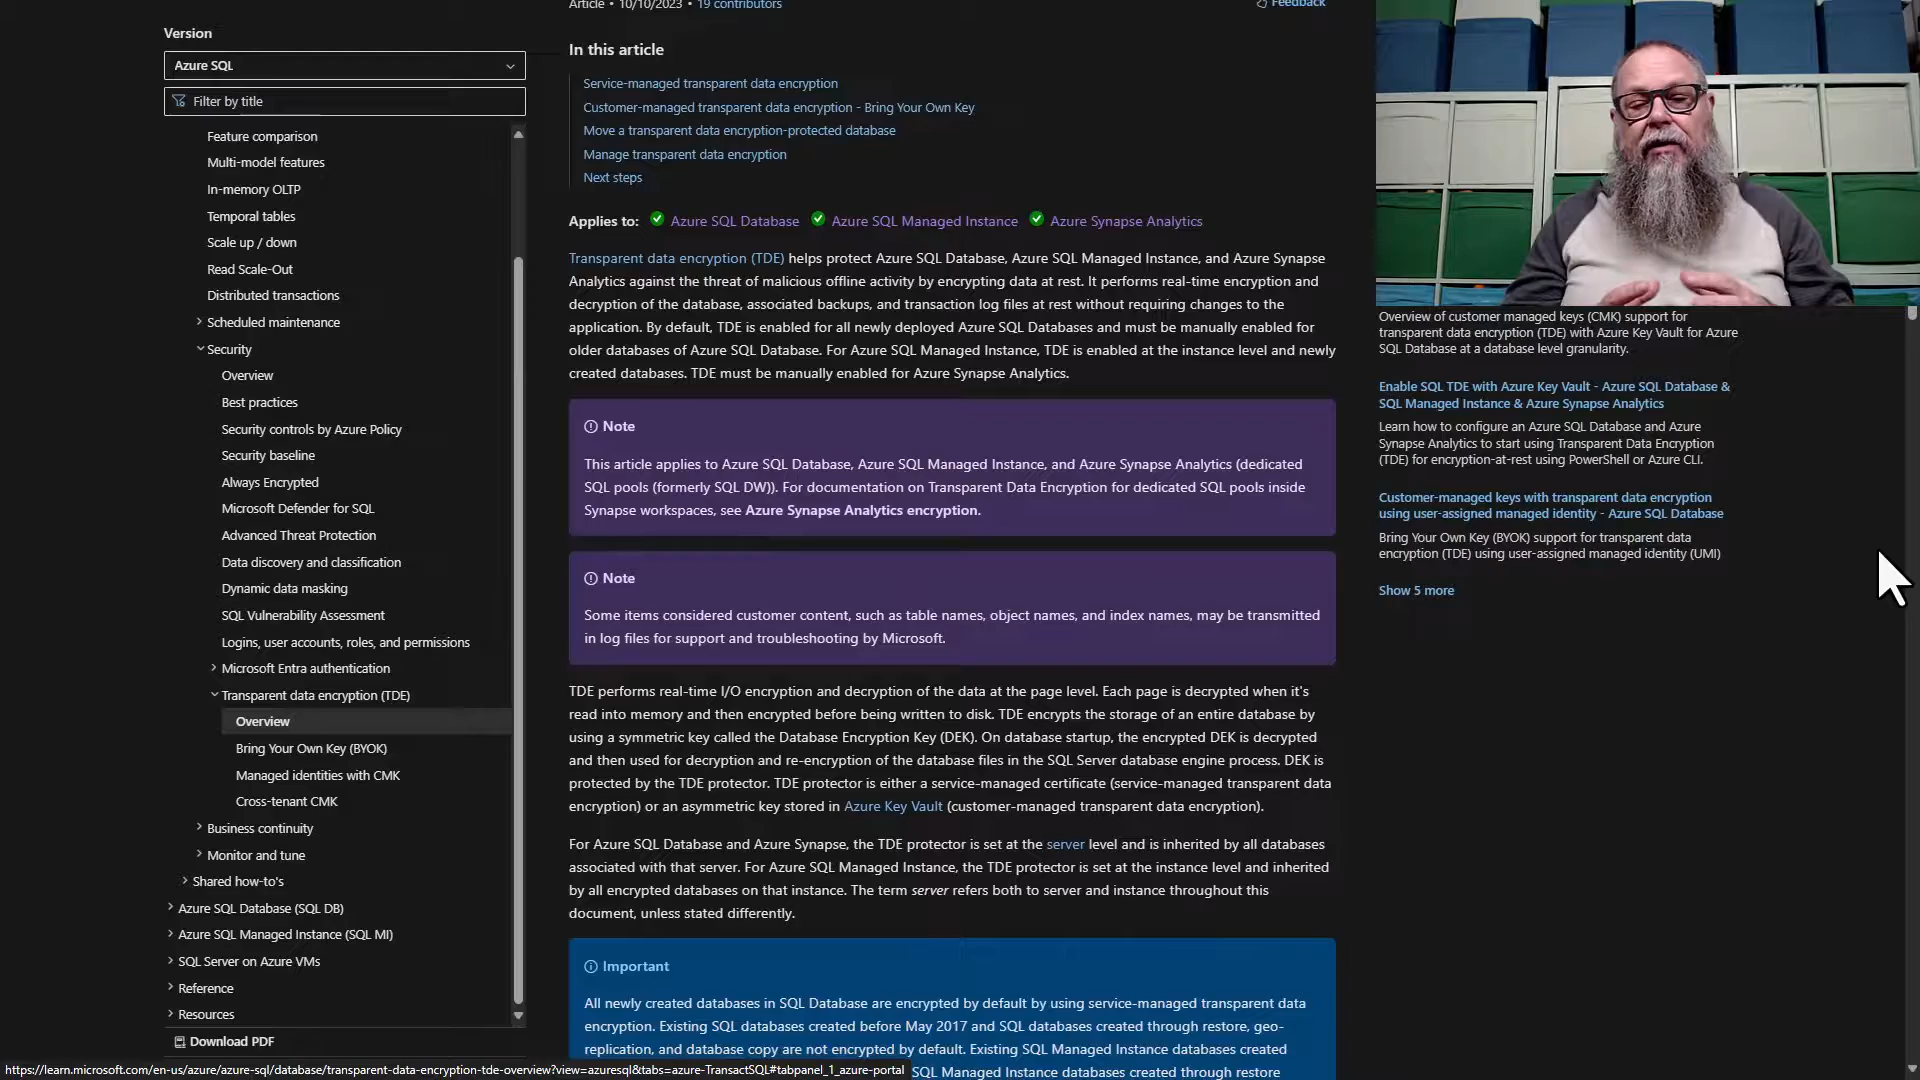 Article • 10/10/2023 • 19 contributors
Feedback
Version
Azure SQL
Filter by title
Feature comparison
Multi-model features
In-memory OLTP
Temporal tables
Scale up / down
Read Scale-Out
Distributed transactions
Scheduled maintenance
Security
Overview
Best practices
Security controls by Azure Policy
Security baseline
Always Encrypted
Microsoft Defender for SQL
Advanced Threat Protection
Data discovery and classification
Dynamic data masking
SQL Vulnerability Assessment
Logins, user accounts, roles, and permissions
Microsoft Entra authentication
Transparent data encryption (TDE)
Overview
Bring Your Own Key (BYOK)
Managed identities with CMK
Cross-tenant CMK
Business continuity
Monitor and tune
Shared how-to's
Azure SQL Database (SQL DB)
Azure SQL Managed Instance (SQL MI)
SQL Server on Azure VMs
Reference
Resources
Download PDF
In this article
Service-managed transparent data encryption
Customer-managed transparent data encryption - Bring Your Own Key
Move a transparent data encryption-protected database
Manage transparent data encryption
Next steps
Applies to: Azure SQL Database Azure SQL Managed Instance Azure Synapse Analytics
Transparent data encryption (TDE) helps protect Azure SQL Database, Azure SQL Managed Instance, and Azure Synapse
Analytics against the threat of malicious offline activity by encrypting data at rest. It performs real-time encryption and
decryption of the database, associated backups, and transaction log files at rest without requiring changes to the
application. By default, TDE is enabled for all newly deployed Azure SQL Databases and must be manually enabled for
older databases of Azure SQL Database. For Azure SQL Managed Instance, TDE is enabled at the instance level and newly
created databases. TDE must be manually enabled for Azure Synapse Analytics.
Note
This article applies to Azure SQL Database, Azure SQL Managed Instance, and Azure Synapse Analytics (dedicated
SQL pools (formerly SQL DW)). For documentation on Transparent Data Encryption for dedicated SQL pools inside
Synapse workspaces, see Azure Synapse Analytics encryption.
Note
Some items considered customer content, such as table names, object names, and index names, may be transmitted
in log files for support and troubleshooting by Microsoft.
TDE performs real-time I/O encryption and decryption of the data at the page level. Each page is decrypted when it's
read into memory and then encrypted before being written to disk. TDE encrypts the storage of an entire database by
using a symmetric key called the Database Encryption Key (DEK). On database startup, the encrypted DEK is decrypted
and then used for decryption and re-encryption of the database files in the SQL Server database engine process. DEK is
protected by the TDE protector. TDE protector is either a service-managed certificate (service-managed transparent data
encryption) or an asymmetric key stored in Azure Key Vault (customer-managed transparent data encryption).
For Azure SQL Database and Azure Synapse, the TDE protector is set at the server level and is inherited by all databases
associated with that server. For Azure SQL Managed Instance, the TDE protector is set at the instance level and inherited
by all encrypted databases on that instance. The term server refers both to server and instance throughout this
document, unless stated differently.
Important
All newly created databases in SQL Database are encrypted by default by using service-managed transparent data
encryption. Existing SQL databases created before May 2017 and SQL databases created through restore, geo-
replication, and database copy are not encrypted by default. Existing SQL Managed Instance databases created
SQL Managed Instance databases created through restore
Overview of customer managed keys (CMK) support for
transparent data encryption (TDE) with Azure Key Vault for Azure
SQL Database at a database level granularity.
Enable SQL TDE with Azure Key Vault - Azure SQL Database &
SQL Managed Instance & Azure Synapse Analytics
Learn how to configure an Azure SQL Database and Azure
Synapse Analytics to start using Transparent Data Encryption
(TDE) for encryption-at-rest using PowerShell or Azure CLI.
Customer-managed keys with transparent data encryption
using user-assigned managed identity - Azure SQL Database
Bring Your Own Key (BYOK) support for transparent data
encryption (TDE) using user-assigned managed identity (UMI)
Show 5 more
https://learn.microsoft.com/en-us/azure/azure-sql/database/transparent-data-encryption-tde-overview?view=azuresql&tabs=azure-TransactSQL#tabpanel_1_azure-portal